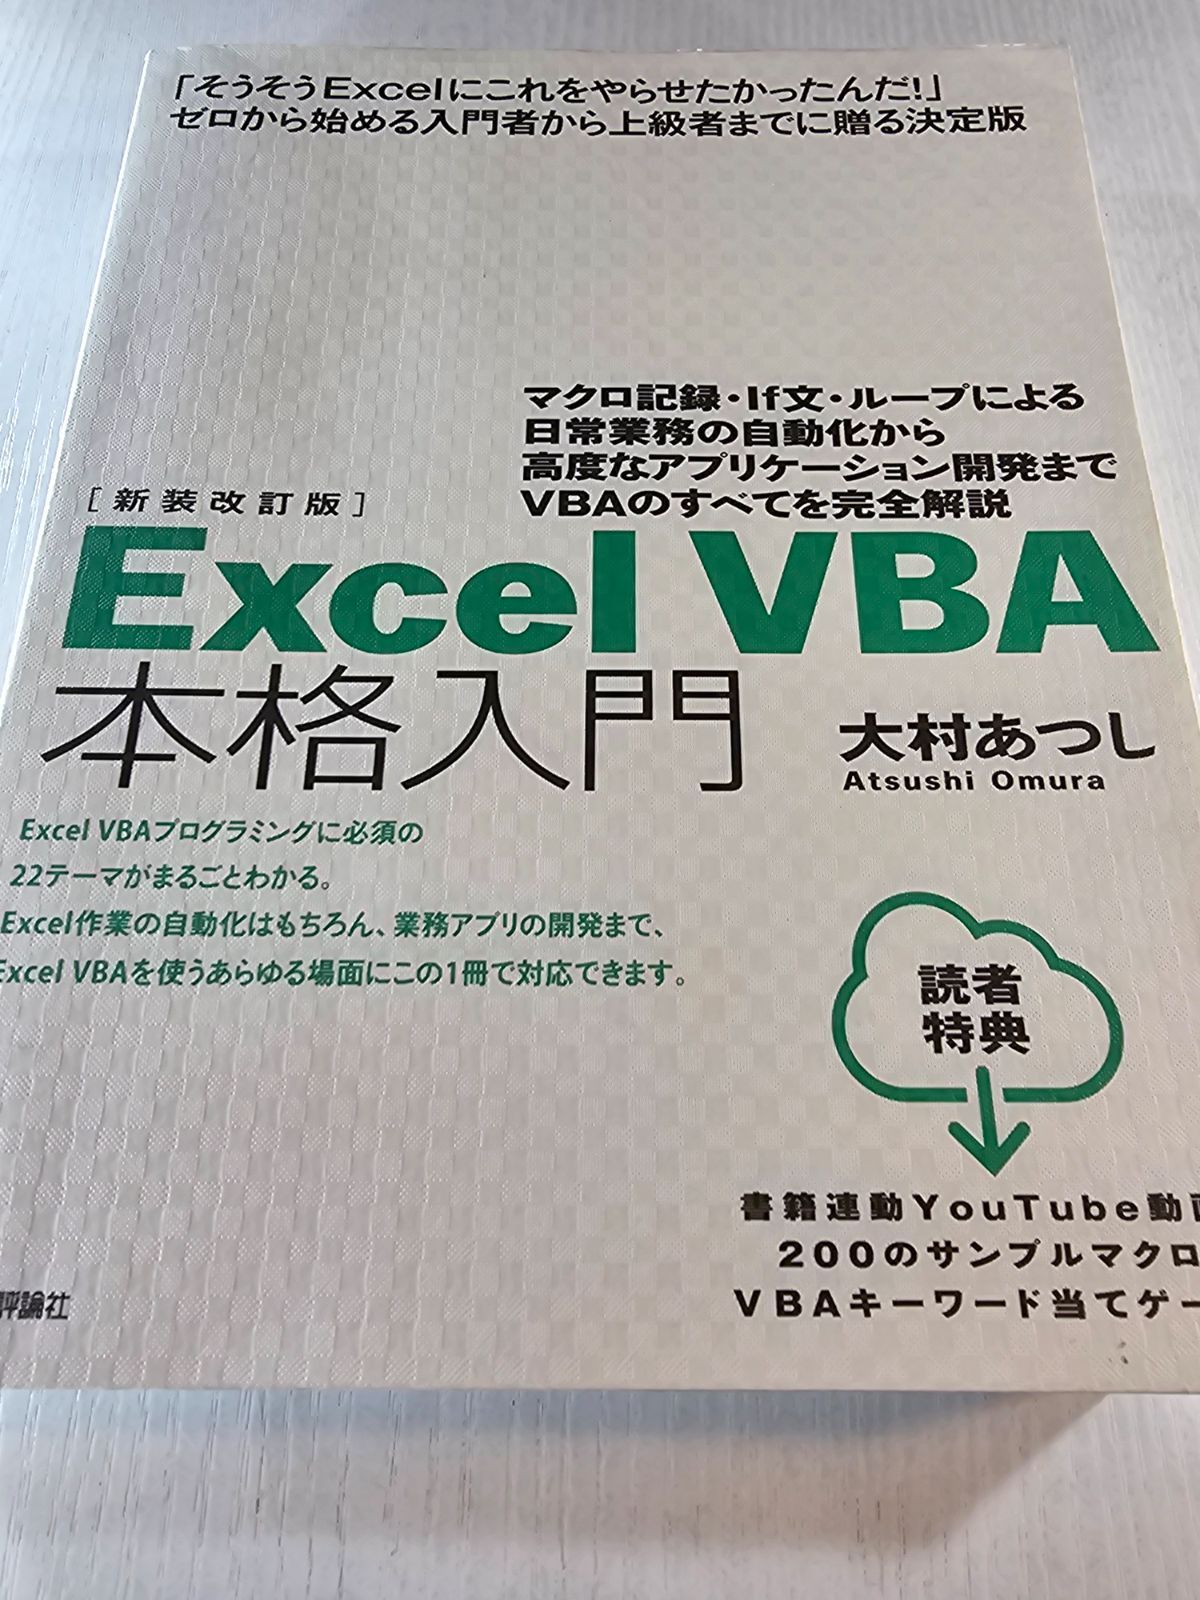 「そうそうExcelにこれをやらせたかったんだ!」
ゼロから始める入門者から上級者までに贈る決定版
マクロ記録・If文・ループによる
日常業務の自動化から
高度なアプリケーション開発まで
VBAのすべてを完全解説
[新装改訂版]
Excel VBA
本格入門
大村あつし
Atsushi Omura
Excel VBAプログラミングに必須の
22テーマがまるごとわかる。
Excel作業の自動化はもちろん、業務アプリの開発まで、
Excel VBAを使うあらゆる場面にこの1冊で対応できます。
読者
特典
書籍連動YouTube動画
200のサンプルマクロ
VBAキーワード当てゲー
評論社